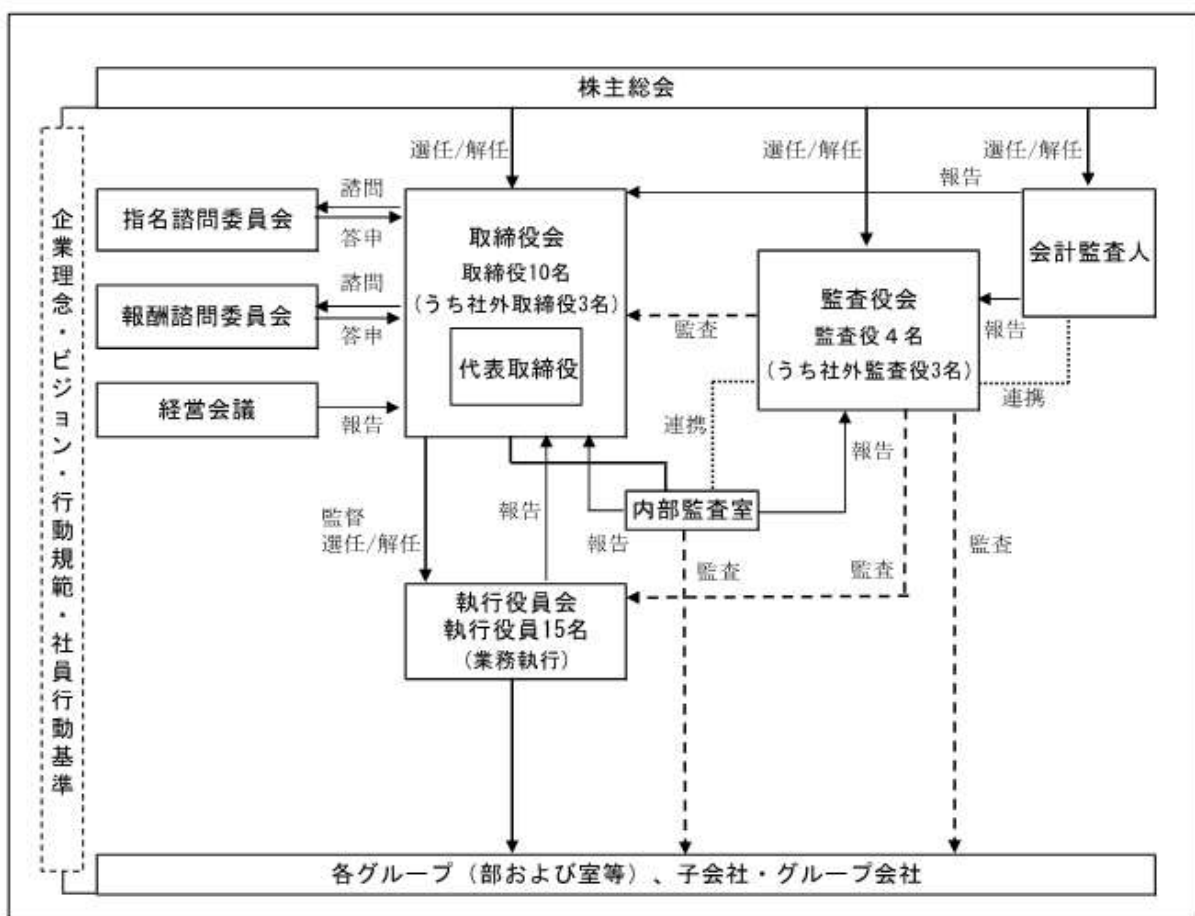 株主総会
選任/解任
選任/解任
選任/解任
企業理念・ビジョン・行動規範・社員行動基準
指名諮問委員会
諮問
答申
報酬諮問委員会
諮問
答申
経営会議
報告
取締役会
取締役10名
(うち社外取締役3名)
代表取締役
報告
監査
監査役会
監査役4名
(うち社外監査役3名)
報告
会計監査人
連携
連携
報告
内部監査室
報告
報告
監督
選任/解任
監査
監査
監査
執行役員会
執行役員15名
(業務執行)
各グループ(部および室等)、子会社・グループ会社